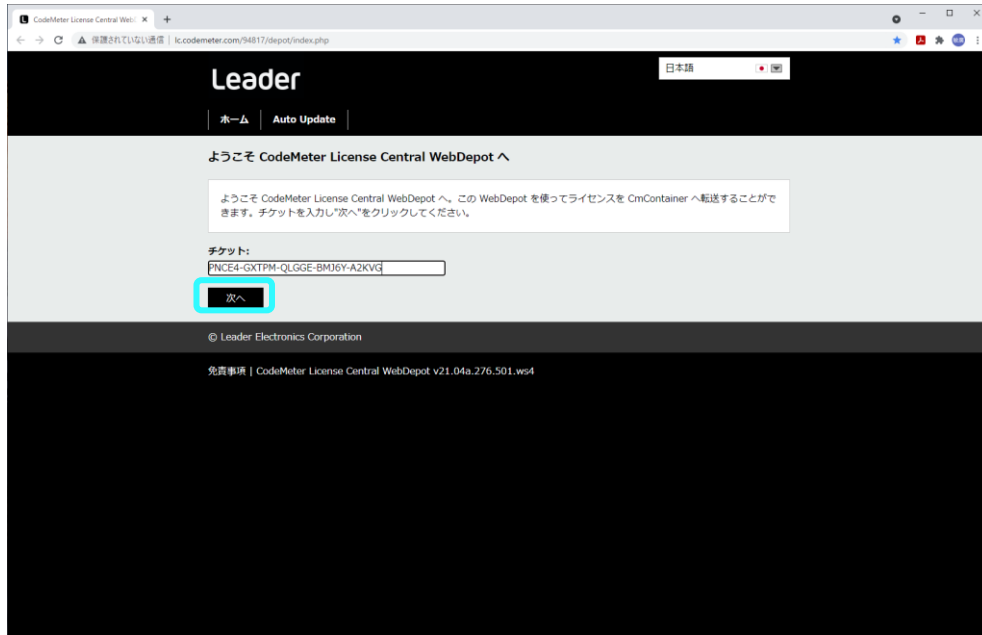 CodeMeter License Central Web
保護されていない通信 | lc.codemeter.com/94817/depot/index.php
Leader
日本語
ホーム
Auto Update
ようこそ CodeMeter License Central WebDepot へ
ようこそ CodeMeter License Central WebDepot へ。この WebDepot を使ってライセンスを CmContainer へ転送することがで
きます。チケットを入力し"次へ"をクリックしてください。
チケット:
PNCE4-GXTPM-QLGGE-BMJ6Y-A2KVG
次へ
© Leader Electronics Corporation
免責事項 | CodeMeter License Central WebDepot v21.04a.276.501.ws4